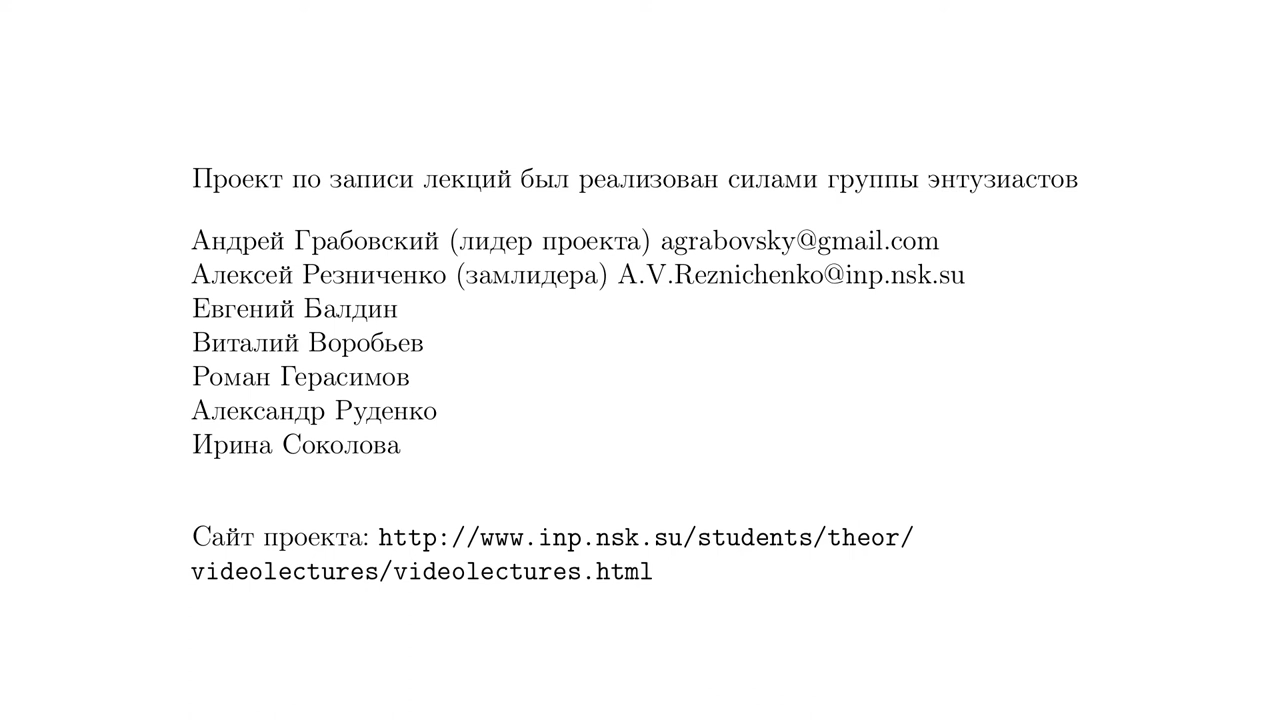 Проект по записи лекций был реализован силами группы энтузиастов
Андрей Грабовский (лидер проекта) agrabovsky@gmail.com
Алексей Резниченко (замлидера) A.V.Reznichenko@inp.nsk.su
Евгений Балдин
Виталий Воробьев
Роман Герасимов
Александр Руденко
Ирина Соколова
Сайт проекта: http://www.inp.nsk.su/students/theor/
videolectures/videolectures.html